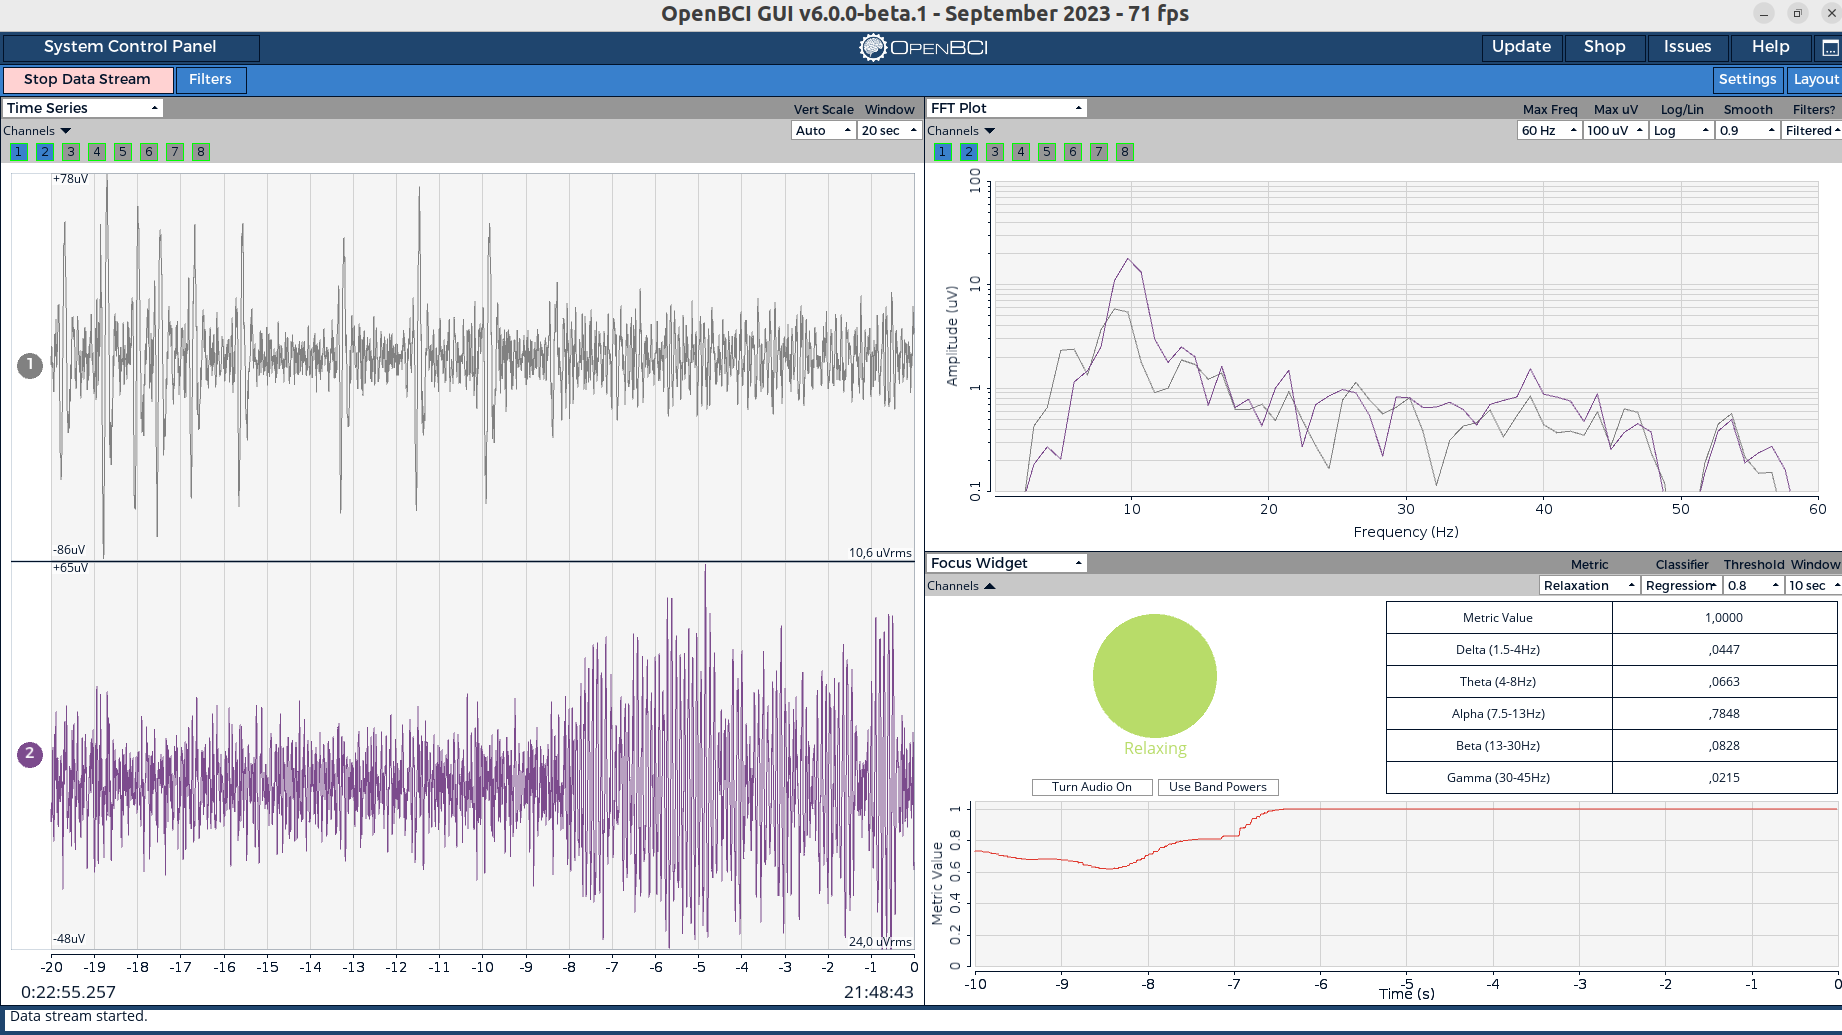 OpenBCI GUI v6.0.0-beta.1 - September 2023 - 71 fps
System Control Panel
OPENBCI
Update Shop Issues Help
Stop Data Stream Filters
Settings Layout
Time Series
Vert Scale Window
Channels
Auto 20 sec
1 2 3 4 5 6 7 8
+78uV
1
-86uV
10,6 uVrms
+65uV
2
-48uV
24,0 uVrms
-20 -19 -18 -17 -16 -15 -14 -13 -12 -11 -10 -9 -8 -7 -6 -5 -4 -3 -2 -1 0
0:22:55.257
21:48:43
FFT Plot
Max Freq Max uV Log/Lin Smooth Filters?
Channels
60 Hz 100 uV Log 0.9 Filtered
1 2 3 4 5 6 7 8
100
10
1
0.1
Amplitude (uV)
10 20 30 40 50 60
Frequency (Hz)
Focus Widget
Metric Classifier Threshold Window
Channels
Relaxation Regression 0.8 10 sec
Relaxing
Turn Audio On Use Band Powers
Metric Value 1,0000
Delta (1.5-4Hz) ,0447
Theta (4-8Hz) ,0663
Alpha (7.5-13Hz) ,7848
Beta (13-30Hz) ,0828
Gamma (30-45Hz) ,0215
1
0.8
0.6
0.4
0.2
0
Metric Value
-10 -9 -8 -7 -6 -5 -4 -3 -2 -1 0
Time (s)
Data stream started.